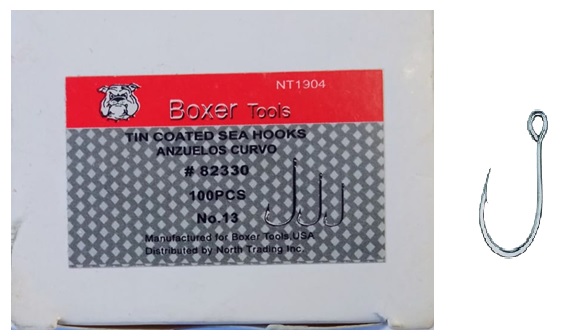 NT1904
Boxer Tools
TIN COATED SEA HOOKS
ANZUELOS CURVO
# 82330
100PCS
No.13
Manufactured for Boxer Tools,USA
Distributed by North Trading Inc.